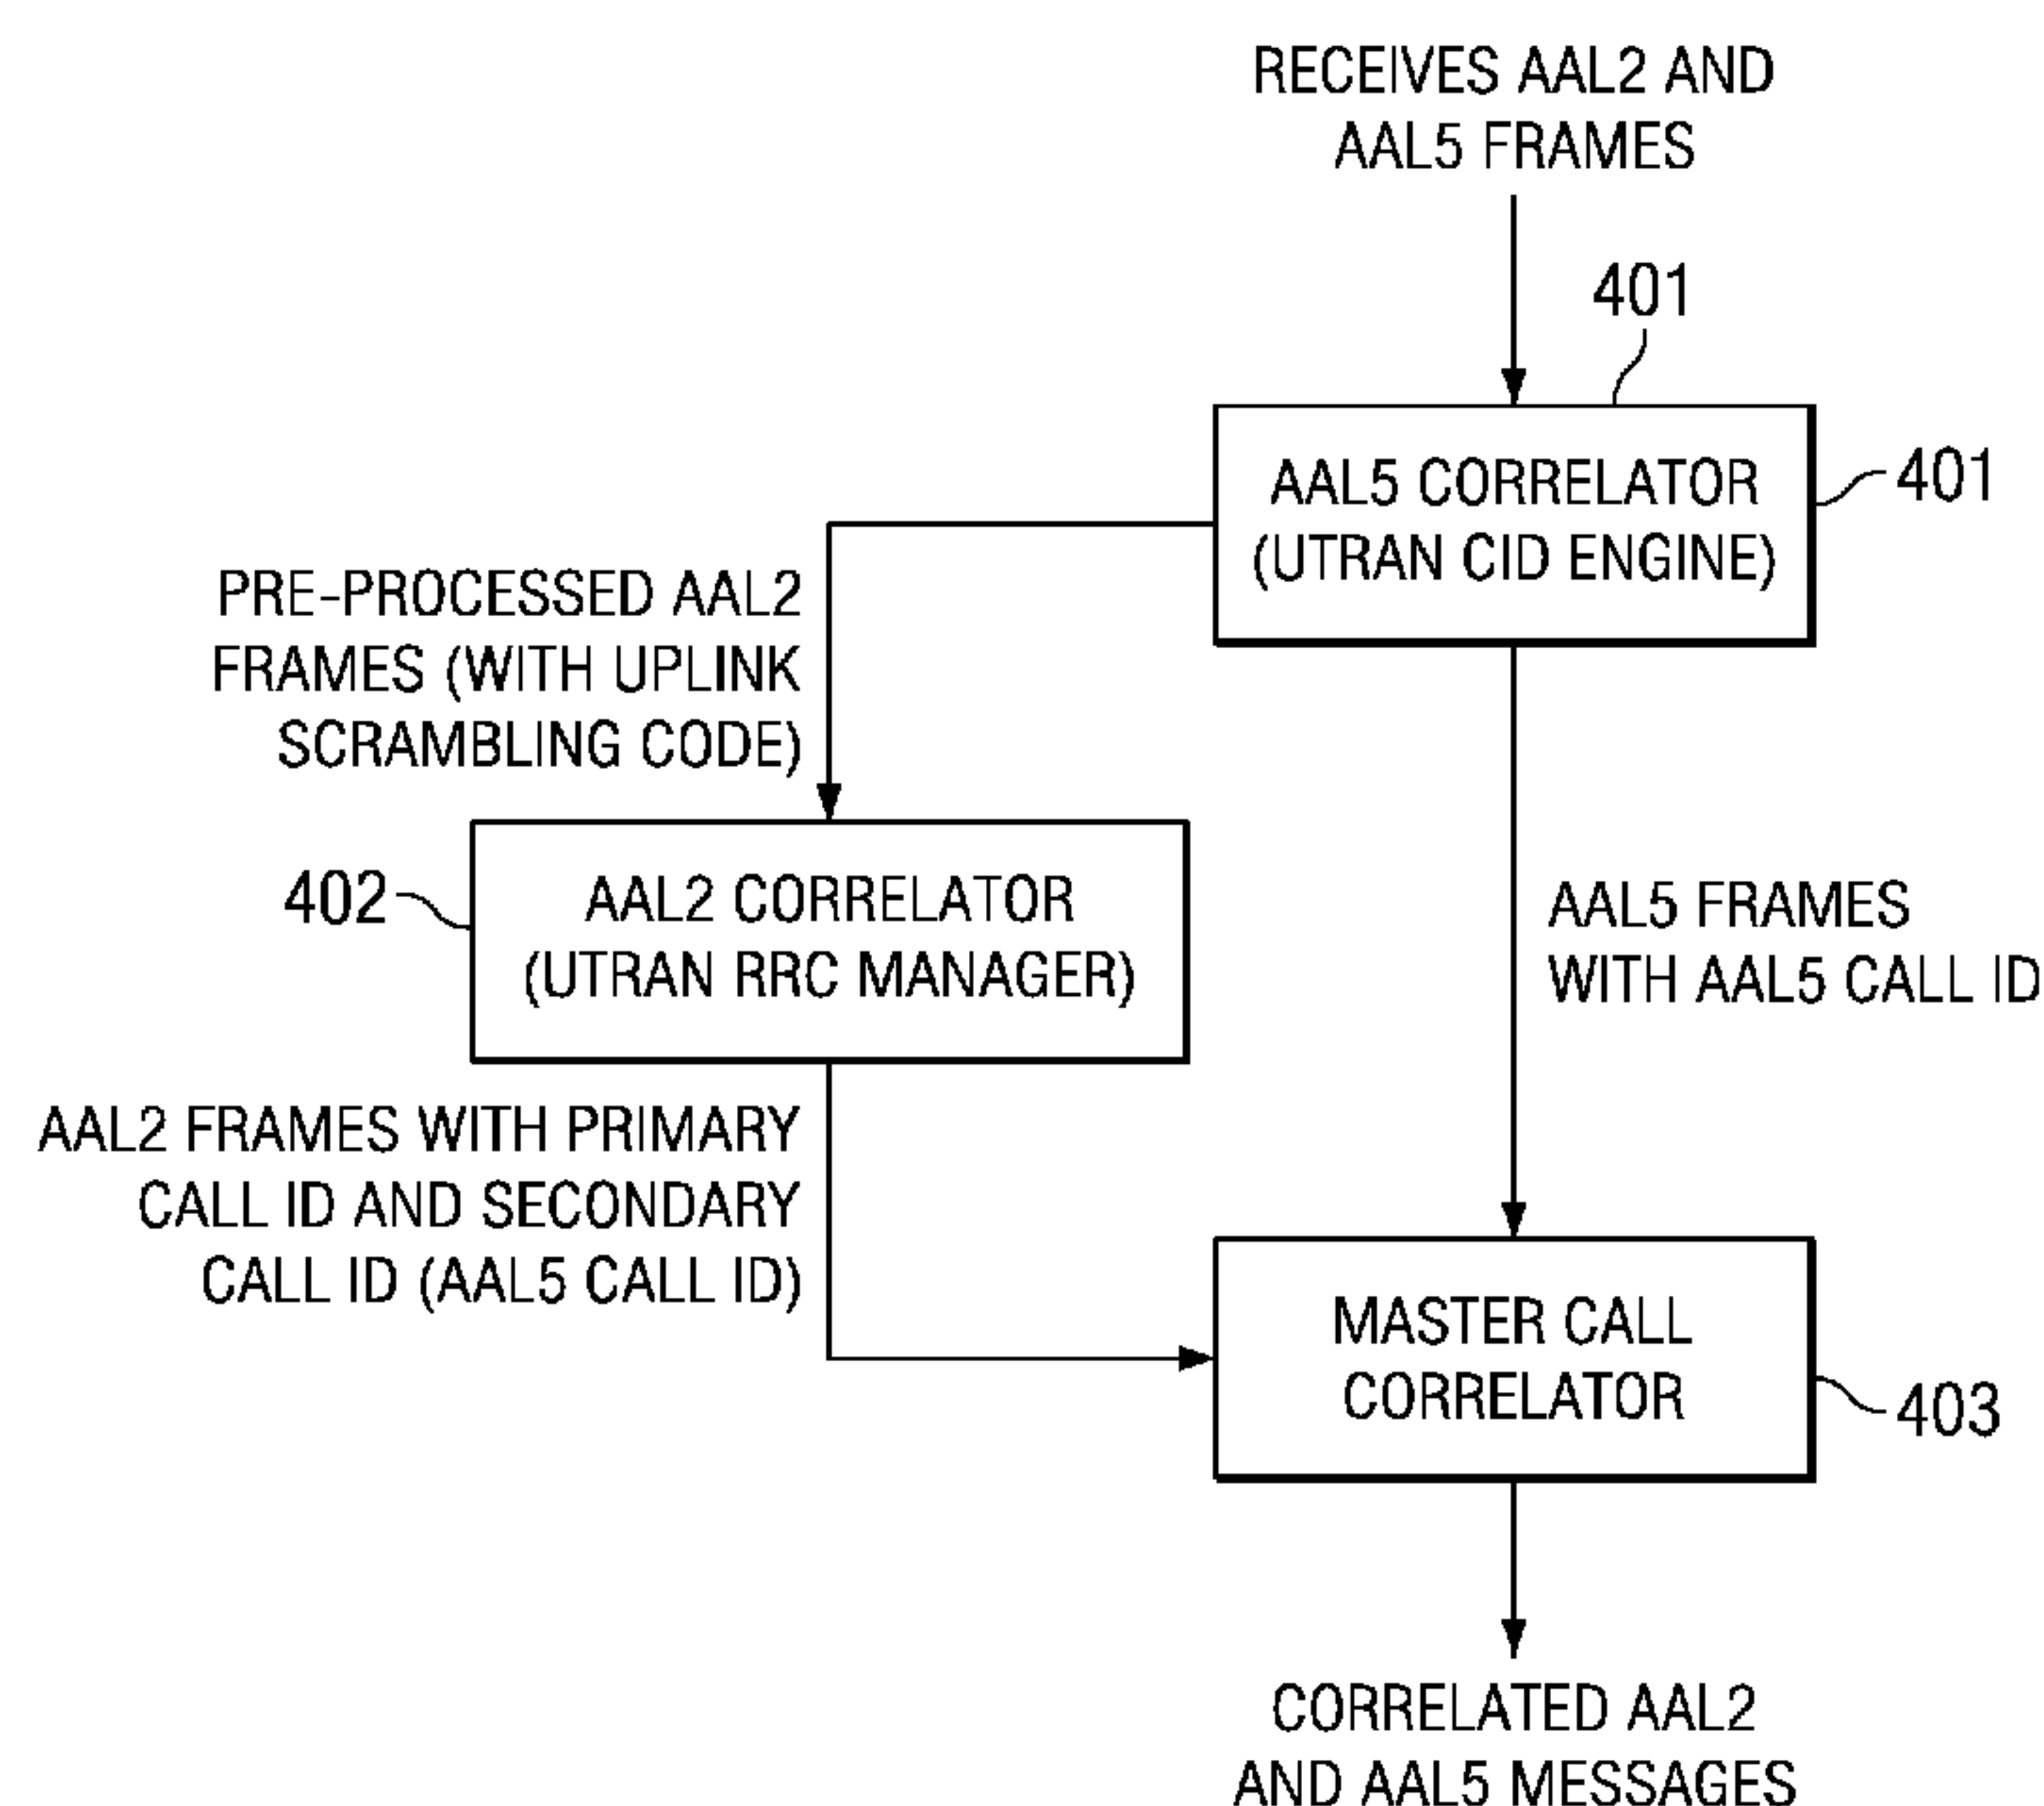 RECEIVES AAL2 AND
AAL5 FRAMES
401
AAL5 CORRELATOR
(UTRAN CID ENGINE)
401
PRE-PROCESSED AAL2
FRAMES (WITH UPLINK
SCRAMBLING CODE)
402
AAL2 CORRELATOR
(UTRAN RRC MANAGER)
AAL5 FRAMES
WITH AAL5 CALL ID
AAL2 FRAMES WITH PRIMARY
CALL ID AND SECONDARY
CALL ID (AAL5 CALL ID)
MASTER CALL
CORRELATOR
403
CORRELATED AAL2
AND AAL5 MESSAGES